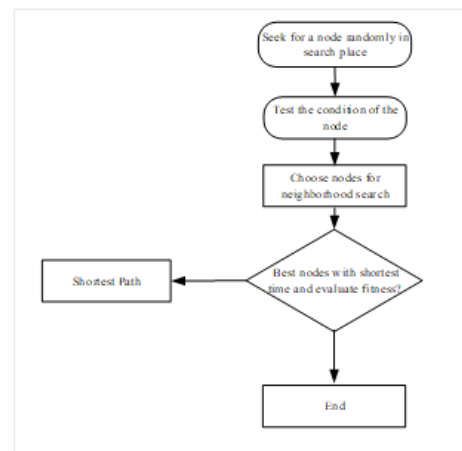 Seek for a node randomly in
search place
Test the condition of the
node
Choose nodes for
neighborhood search
Best nodes with shortest
time and evaluate fitness?
Shortest Path
End